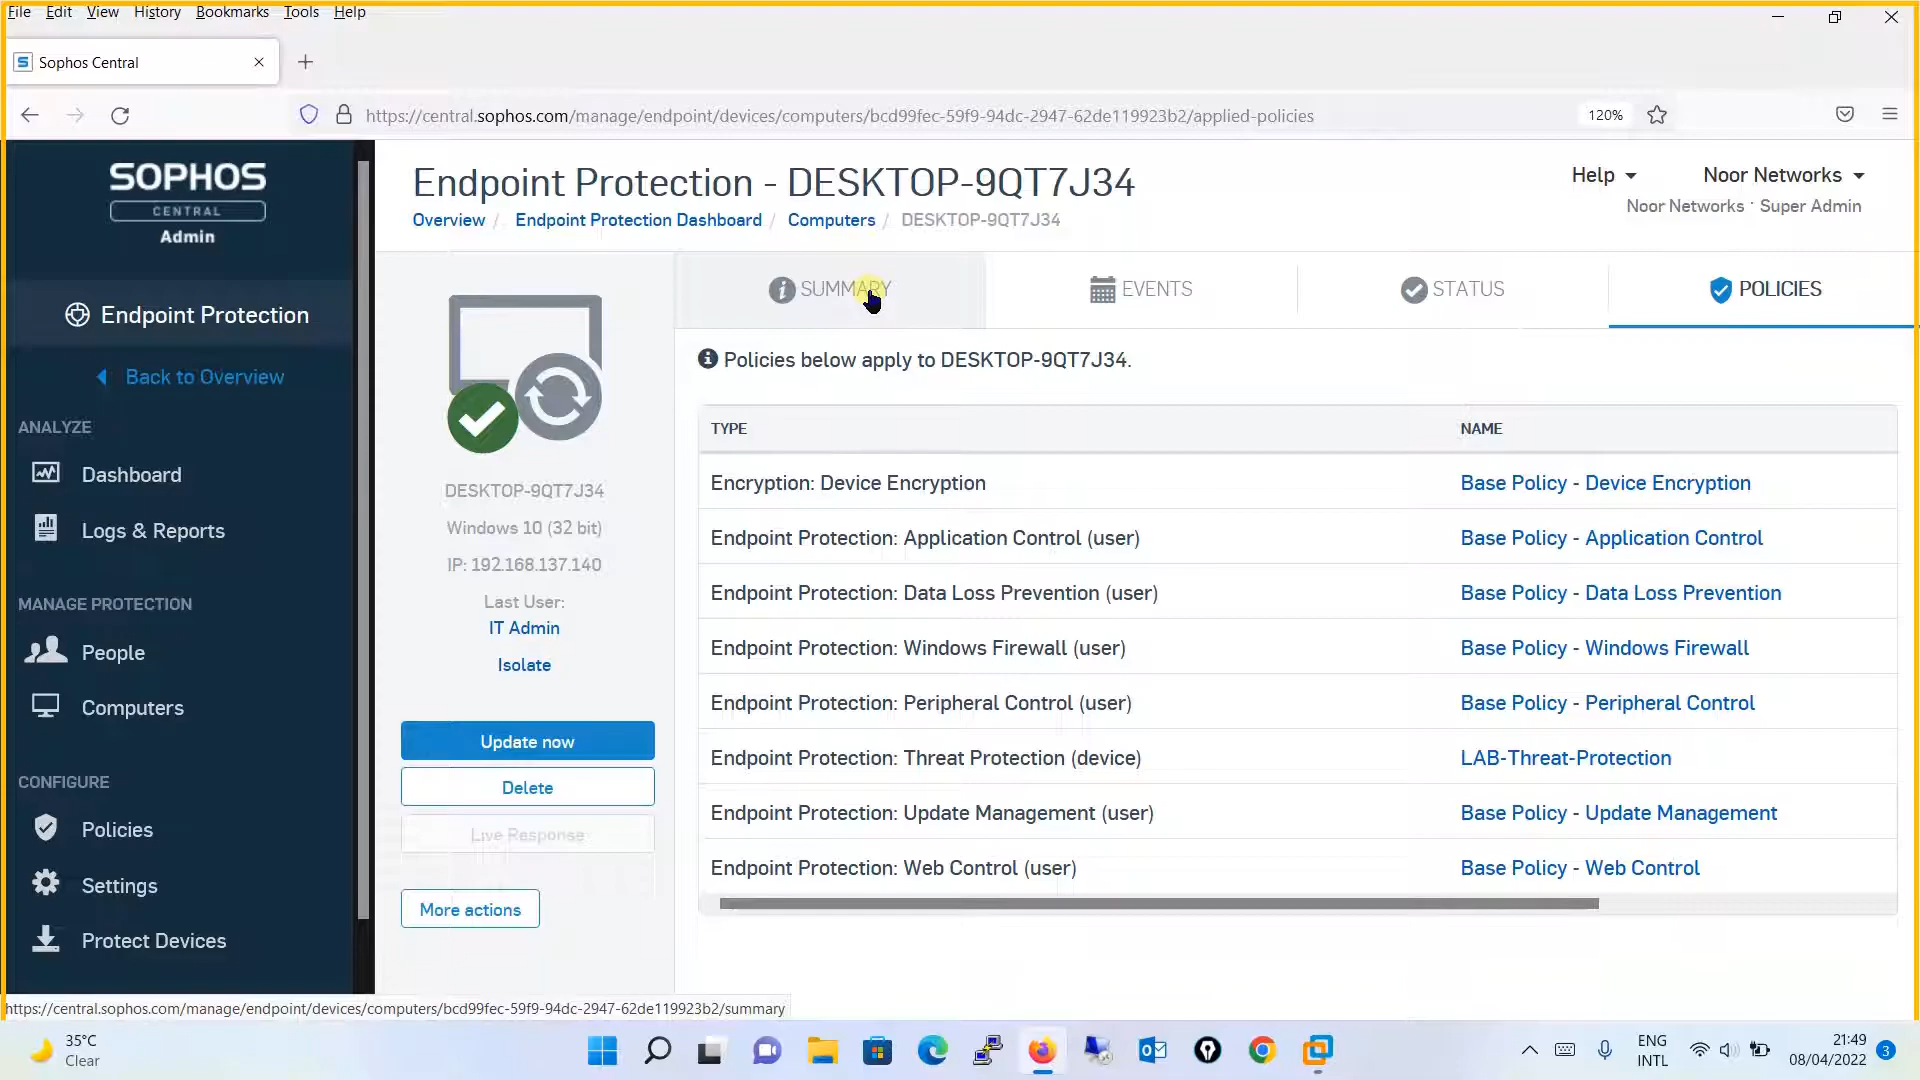 File Edit View History Bookmarks Tools Help
Sophos Central
https://central.sophos.com/manage/endpoint/devices/computers/bcd99fec-59f9-94dc-2947-62de119923b2/applied-policies
120%
SOPHOS
CENTRAL
Admin
Endpoint Protection
Back to Overview
ANALYZE
Dashboard
Logs & Reports
MANAGE PROTECTION
People
Computers
CONFIGURE
Policies
Settings
Protect Devices
Endpoint Protection - DESKTOP-9QT7J34
Overview / Endpoint Protection Dashboard / Computers / DESKTOP-9QT7J34
Help
Noor Networks
Noor Networks · Super Admin
DESKTOP-9QT7J34
Windows 10 (32 bit)
IP: 192.168.137.140
Last User:
IT Admin
Isolate
Update now
Delete
Live Response
More actions
SUMMARY EVENTS STATUS POLICIES
Policies below apply to DESKTOP-9QT7J34.
TYPE NAME
Encryption: Device Encryption Base Policy - Device Encryption
Endpoint Protection: Application Control (user) Base Policy - Application Control
Endpoint Protection: Data Loss Prevention (user) Base Policy - Data Loss Prevention
Endpoint Protection: Windows Firewall (user) Base Policy - Windows Firewall
Endpoint Protection: Peripheral Control (user) Base Policy - Peripheral Control
Endpoint Protection: Threat Protection (device) LAB-Threat-Protection
Endpoint Protection: Update Management (user) Base Policy - Update Management
Endpoint Protection: Web Control (user) Base Policy - Web Control
https://central.sophos.com/manage/endpoint/devices/computers/bcd99fec-59f9-94dc-2947-62de119923b2/summary
35°C
Clear
ENG
INTL
21:49
08/04/2022
3